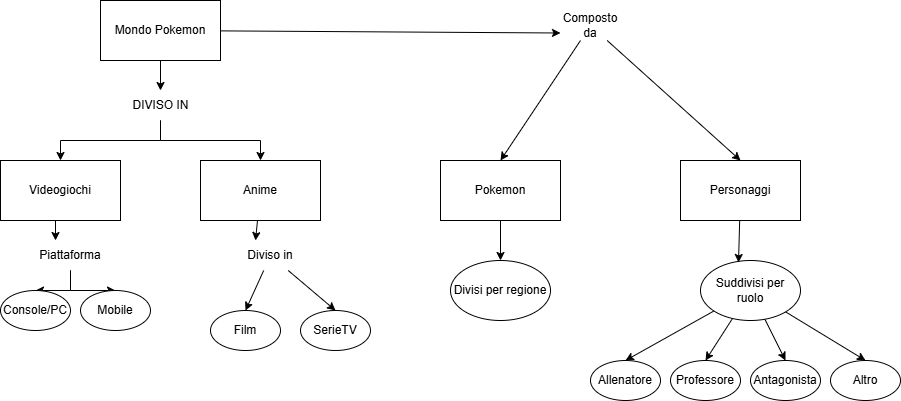 Mondo Pokemon
Composto
da
DIVISO IN
Videogiochi
Anime
Pokemon
Personaggi
Piattaforma
Diviso in
Divisi per regione
Suddivisi per
ruolo
Console/PC
Mobile
Film
SerieTV
Allenatore
Professore
Antagonista
Altro